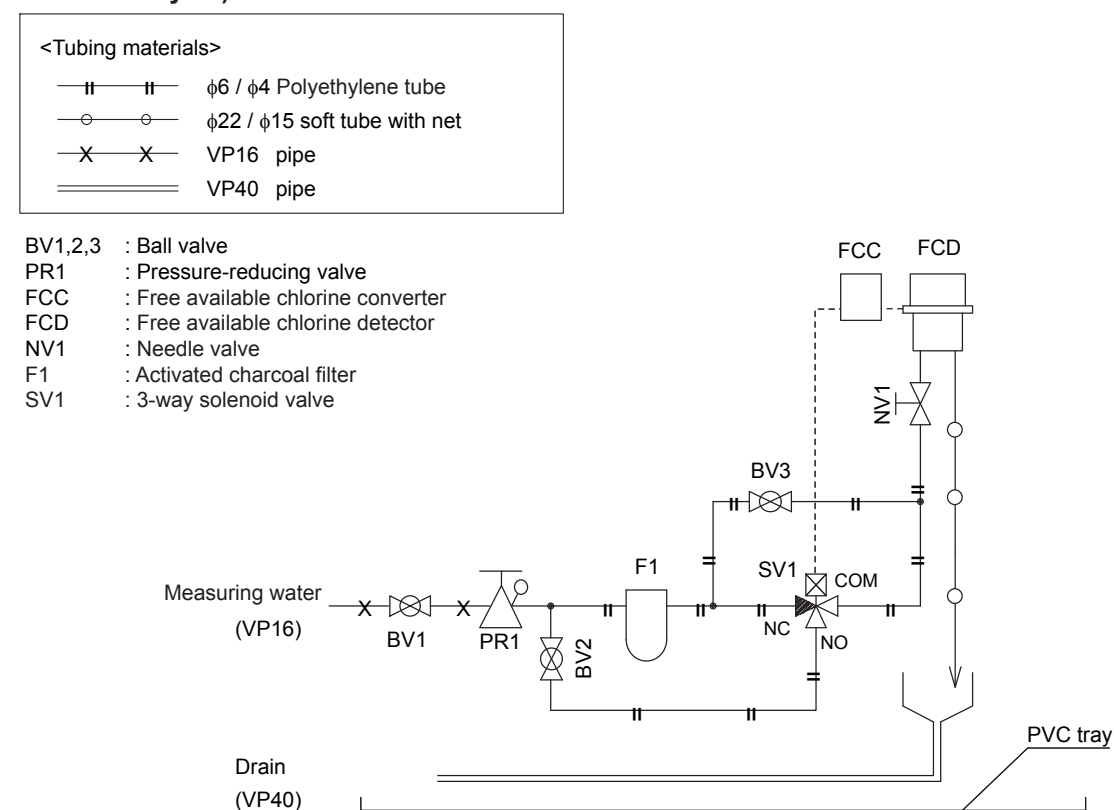 <Tubing materials>
ϕ6 / ϕ4 Polyethylene tube
ϕ22 / ϕ15 soft tube with net
VP16 pipe
VP40 pipe
BV1,2,3 : Ball valve
PR1 : Pressure-reducing valve
FCC : Free available chlorine converter
FCD : Free available chlorine detector
NV1 : Needle valve
F1 : Activated charcoal filter
SV1 : 3-way solenoid valve
FCC
FCD
NV1
BV3
F1
SV1
COM
Measuring water
(VP16)
BV1
PR1
BV2
NC
NO
PVC tray
Drain
(VP40)